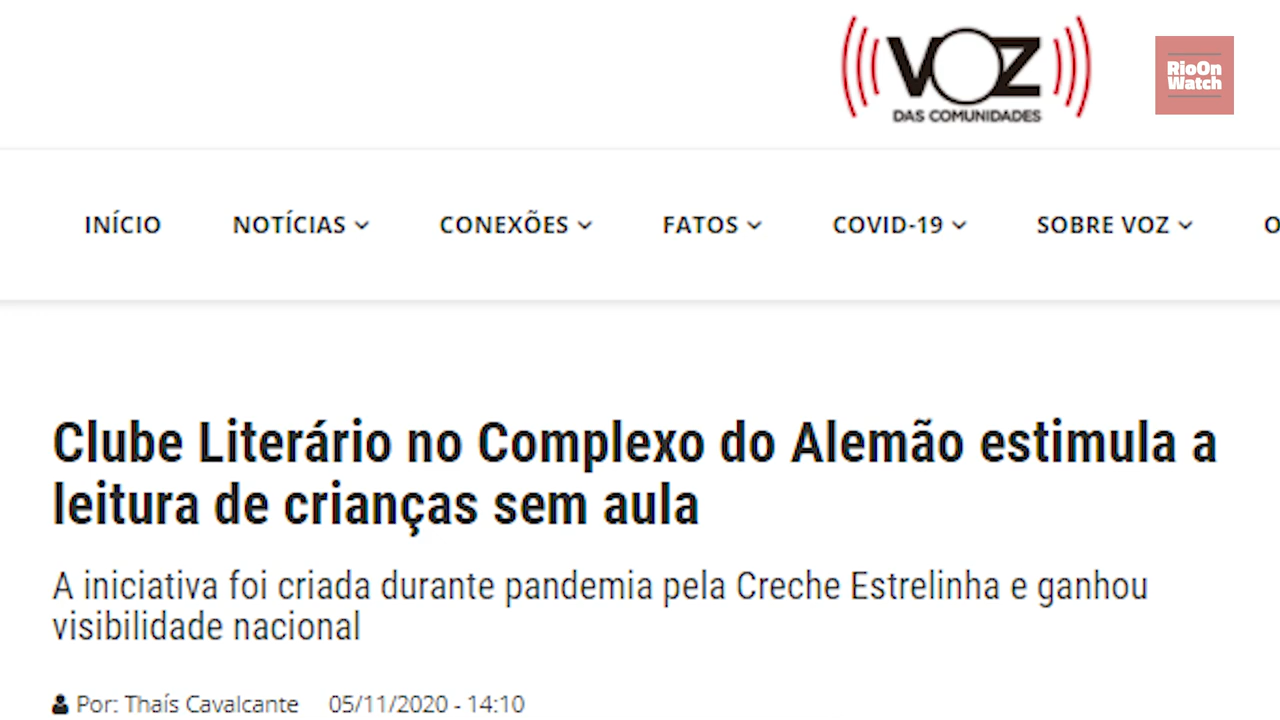 VOZ
DAS COMUNIDADES
RioOn
Watch
INÍCIO NOTÍCIAS CONEXÕES FATOS COVID-19 SOBRE VOZ O
Clube Literário no Complexo do Alemão estimula a
leitura de crianças sem aula
A iniciativa foi criada durante pandemia pela Creche Estrelinha e ganhou
visibilidade nacional
Por: Thaís Cavalcante 05/11/2020 - 14:10